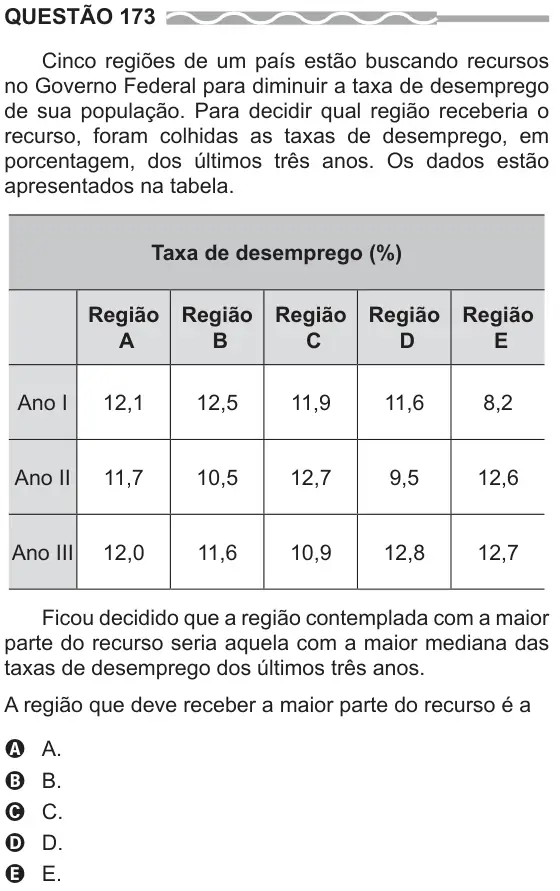 QUESTÃO 173
Cinco regiões de um país estão buscando recursos
no Governo Federal para diminuir a taxa de desemprego
de sua população. Para decidir qual região receberia o
recurso, foram colhidas as taxas de desemprego, em
porcentagem, dos últimos três anos. Os dados estão
apresentados na tabela.
Taxa de desemprego (%)
Região A Região B Região C Região D Região E
Ano I 12,1 12,5 11,9 11,6 8,2
Ano II 11,7 10,5 12,7 9,5 12,6
Ano III 12,0 11,6 10,9 12,8 12,7
Ficou decidido que a região contemplada com a maior
parte do recurso seria aquela com a maior mediana das
taxas de desemprego dos últimos três anos.
A região que deve receber a maior parte do recurso é a
A A.
B B.
C C.
D D.
E E.